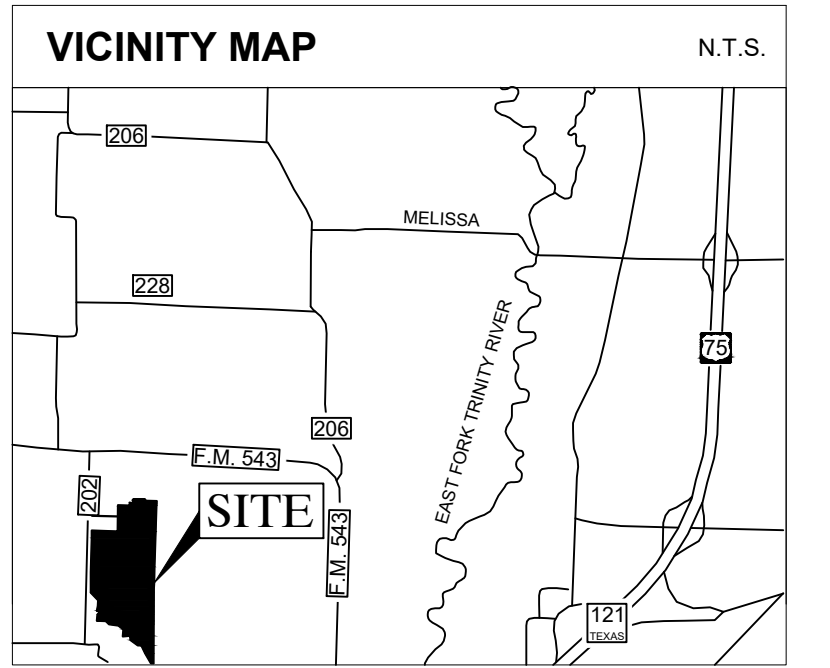 VICINITY MAP
N.T.S.
206
MELISSA
228
EAST FORK TRINITY RIVER
75
206
F.M. 543
202
SITE
F.M. 543
121
TEXAS